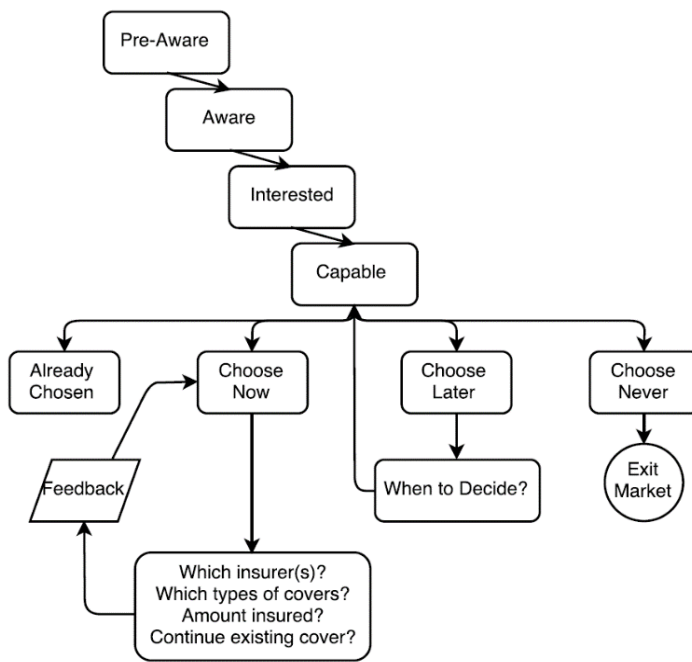 Pre-Aware
Aware
Interested
Capable
Already
Chosen
Choose
Now
Choose
Later
Choose
Never
Feedback
When to Decide?
Exit
Market
Which insurer(s)?
Which types of covers?
Amount insured?
Continue existing cover?